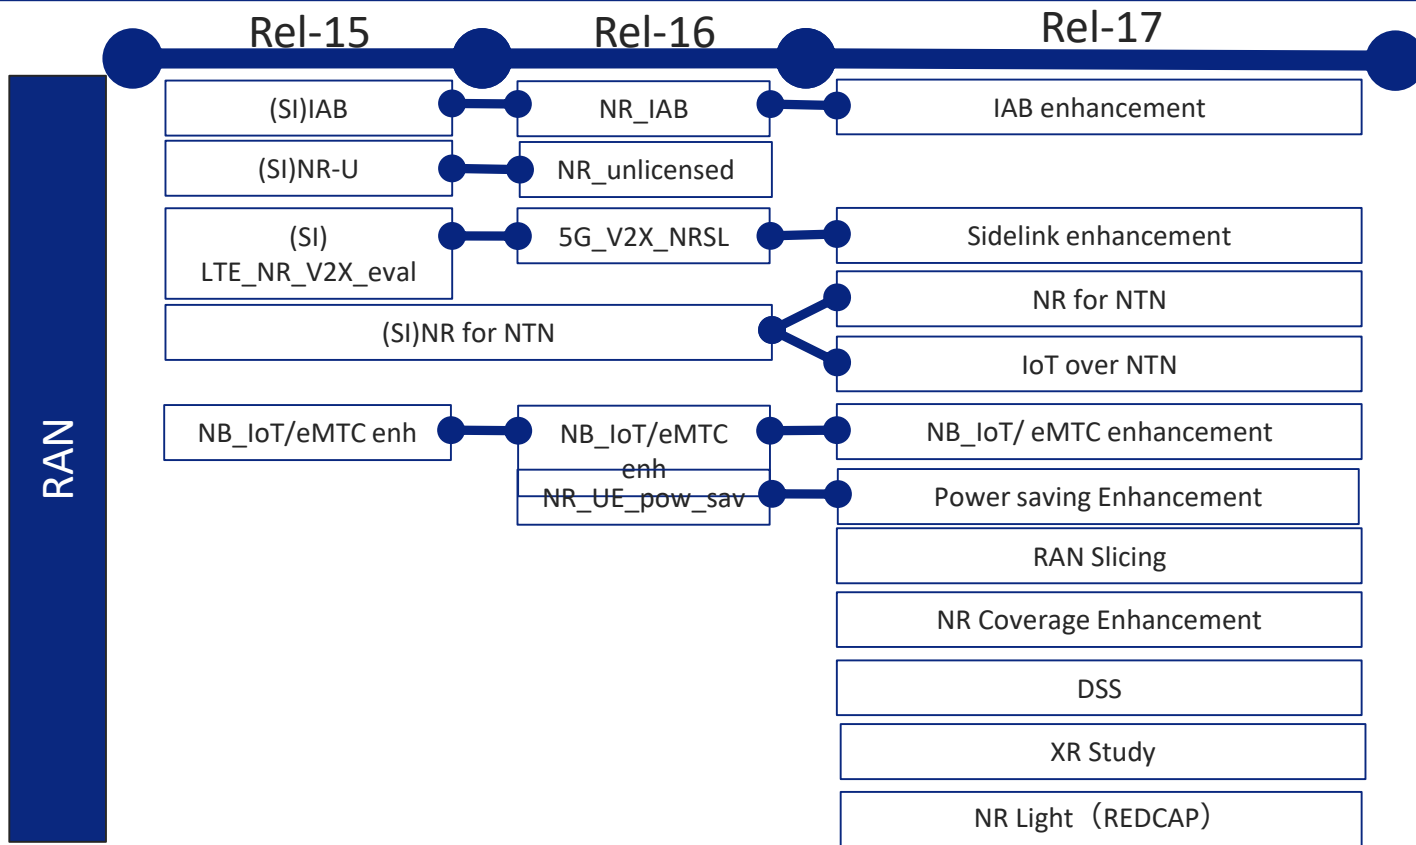 Rel-15
Rel-16
Rel-17
RAN
(SI)IAB
NR_IAB
IAB enhancement
(SI)NR-U
NR_unlicensed
(SI)
LTE_NR_V2X_eval
5G_V2X_NRSL
Sidelink enhancement
(SI)NR for NTN
NR for NTN
IoT over NTN
NB_IoT/eMTC enh
NB_IoT/eMTC
enh
NB_IoT/ eMTC enhancement
NR_UE_pow_sav
Power saving Enhancement
RAN Slicing
NR Coverage Enhancement
DSS
XR Study
NR Light（REDCAP）